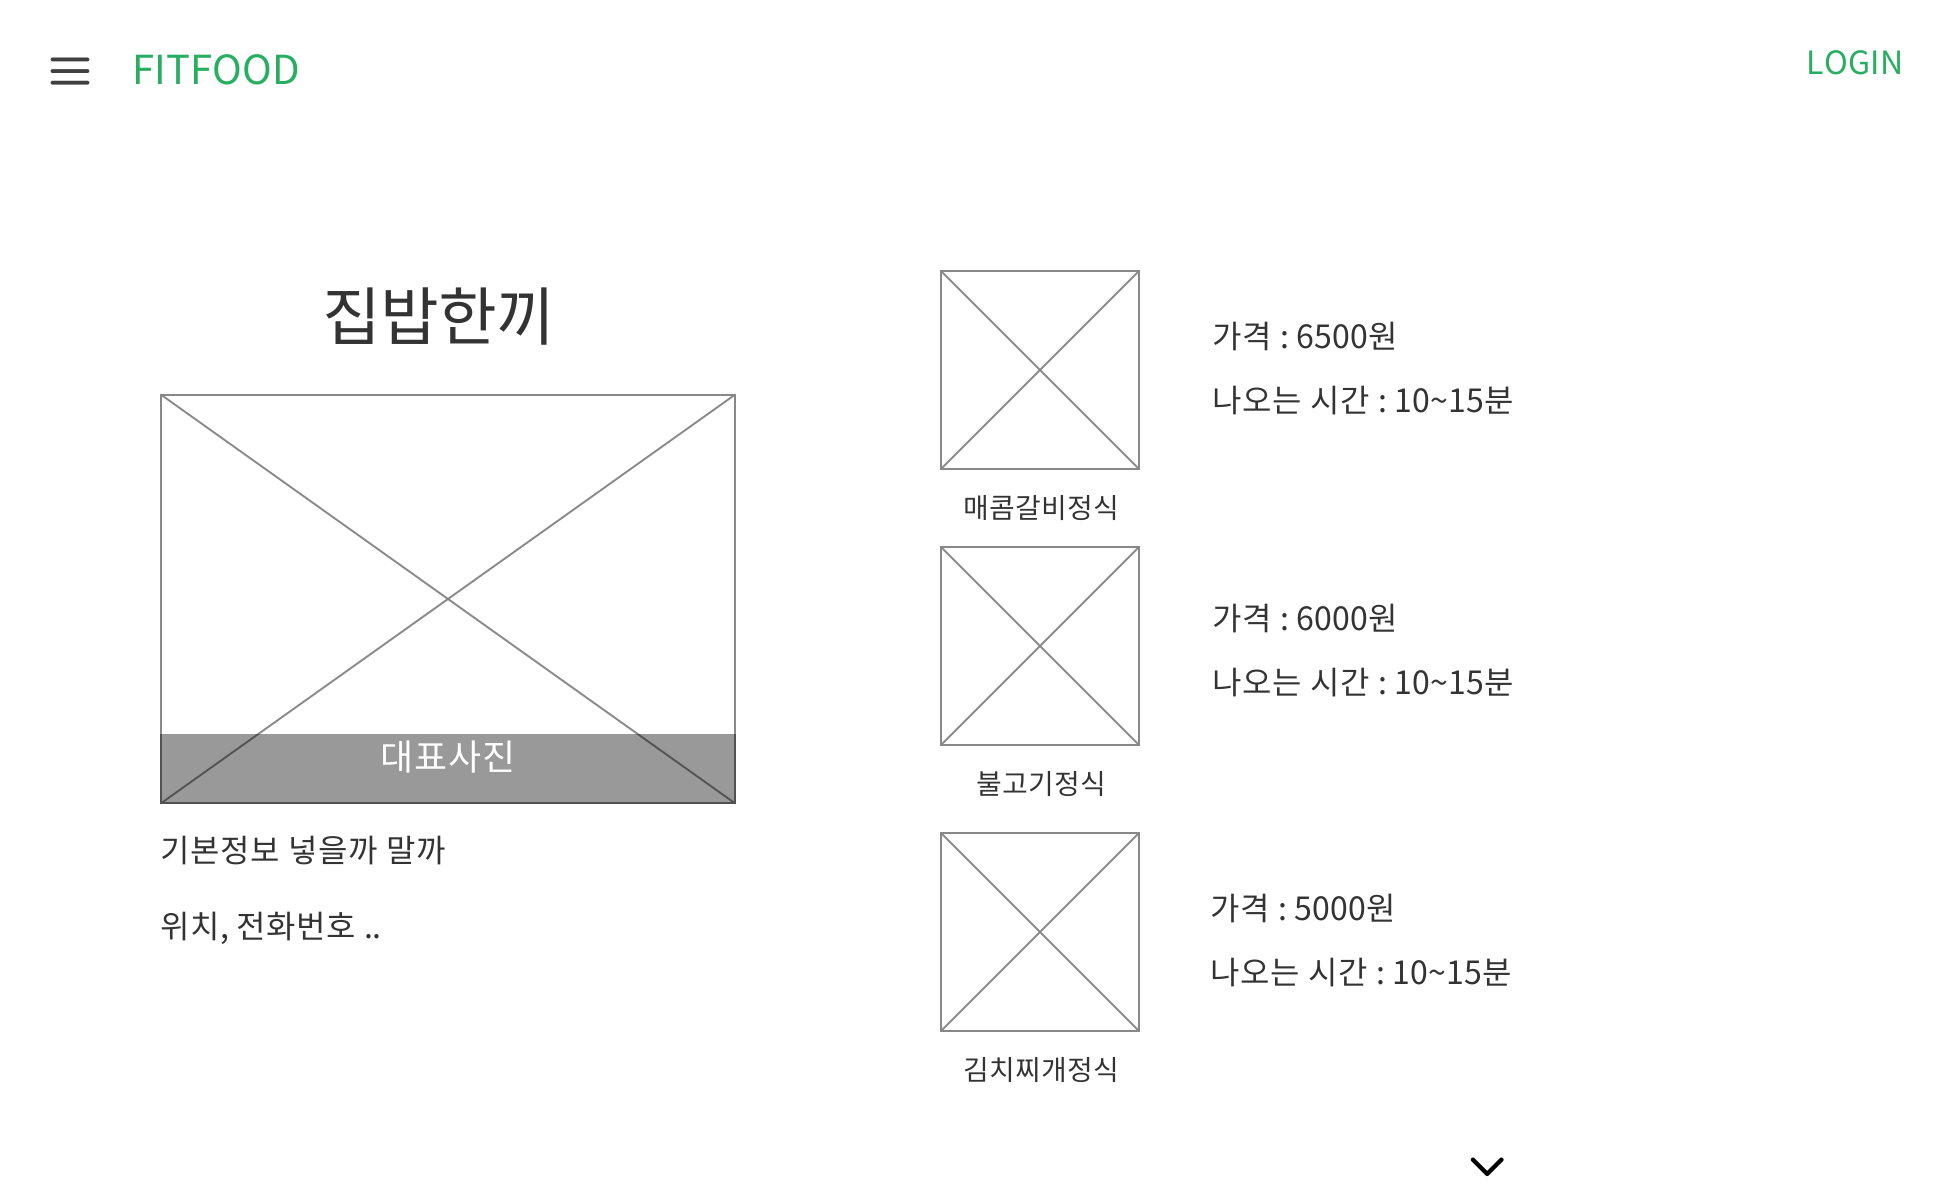 FITFOOD
LOGIN
집밥한끼
대표사진
기본정보 넣을까 말까
위치, 전화번호 ..
가격 : 6500원
나오는 시간 : 10~15분
매콤갈비정식
가격 : 6000원
나오는 시간 : 10~15분
불고기정식
가격 : 5000원
나오는 시간 : 10~15분
김치찌개정식